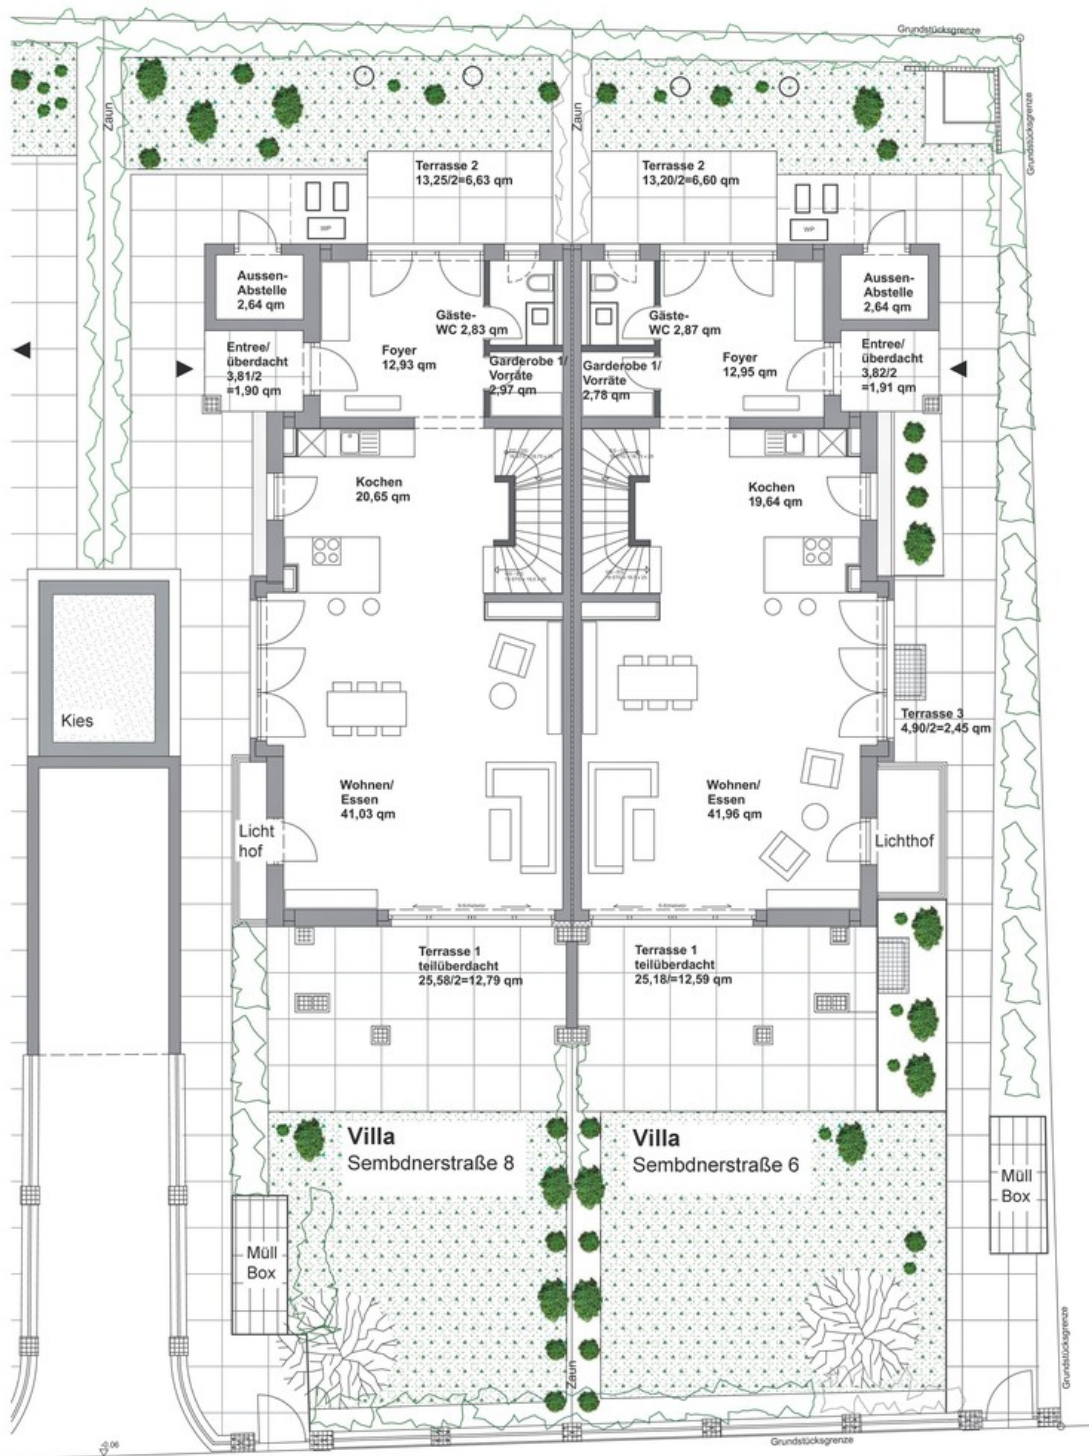 Grundstücksgrenze
Grundstücksgrenze
Zaun
Zaun
Terrasse 2
13,25/2=6,63 qm
Terrasse 2
13,20/2=6,60 qm
WP
WP
Aussen-
Abstelle
2,64 qm
Aussen-
Abstelle
2,64 qm
Gäste-
WC 2,83 qm
Gäste-
WC 2,87 qm
Entree/
überdacht
3,81/2
=1,90 qm
Foyer
12,93 qm
Garderobe 1/
Vorräte
2,97 qm
Garderobe 1/
Vorräte
2,78 qm
Foyer
12,95 qm
Entree/
überdacht
3,82/2
=1,91 qm
Kochen
20,65 qm
Kochen
19,64 qm
Kies
Terrasse 3
4,90/2=2,45 qm
Wohnen/
Essen
41,03 qm
Wohnen/
Essen
41,96 qm
Licht
hof
Lichthof
Terrasse 1
teilüberdacht
25,58/2=12,79 qm
Terrasse 1
teilüberdacht
25,18/=12,59 qm
Villa
Sembdnerstraße 8
Villa
Sembdnerstraße 6
Müll
Box
Müll
Box
Zaun
Grundstücksgrenze
Grundstücksgrenze
-0.06